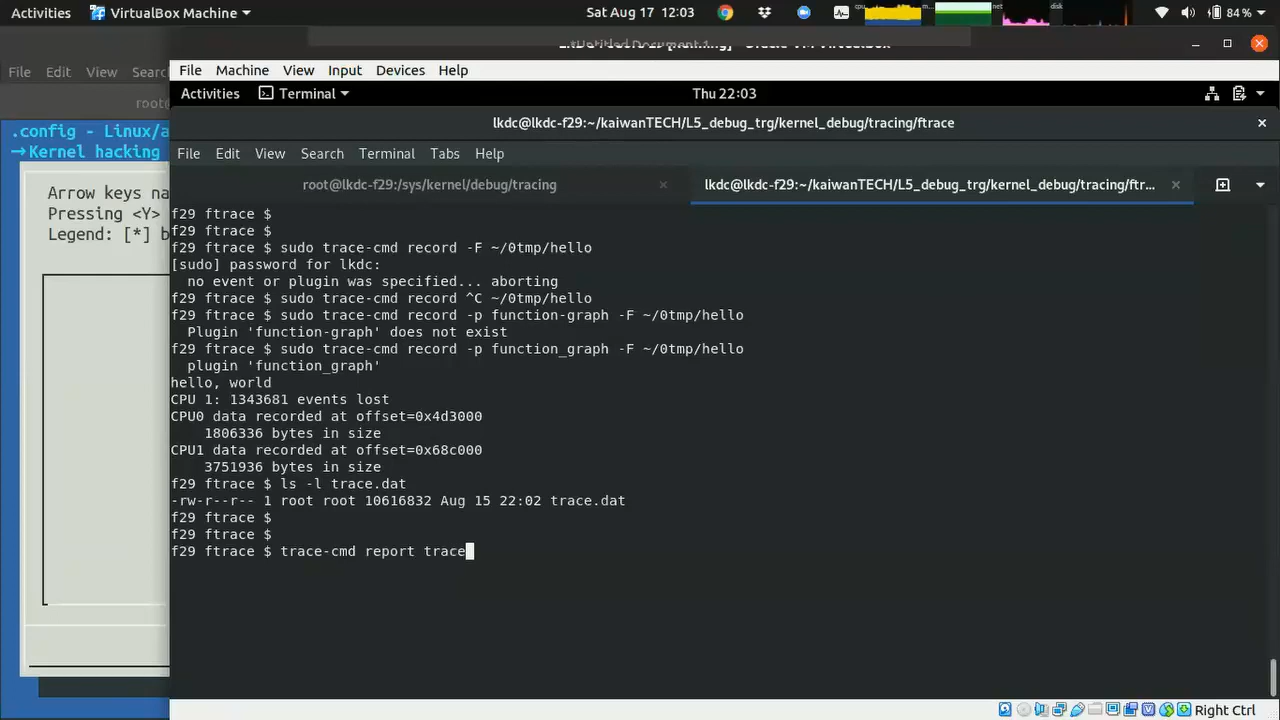 Activities VirtualBox Machine Sat Aug 17 12:03 84 %
File Edit View Searc
root@
.config - Linux/a
→Kernel hacking
Arrow keys na
Pressing <Y>
Legend: [*] b
File Machine View Input Devices Help
Activities Terminal Thu 22:03
lkdc@lkdc-f29:~/kaiwanTECH/L5_debug_trg/kernel_debug/tracing/ftrace
File Edit View Search Terminal Tabs Help
root@lkdc-f29:/sys/kernel/debug/tracing × lkdc@lkdc-f29:~/kaiwanTECH/L5_debug_trg/kernel_debug/tracing/ftr... ×
f29 ftrace $
f29 ftrace $
f29 ftrace $ sudo trace-cmd record -F ~/0tmp/hello
[sudo] password for lkdc:
no event or plugin was specified... aborting
f29 ftrace $ sudo trace-cmd record ^C ~/0tmp/hello
f29 ftrace $ sudo trace-cmd record -p function-graph -F ~/0tmp/hello
Plugin 'function-graph' does not exist
f29 ftrace $ sudo trace-cmd record -p function_graph -F ~/0tmp/hello
plugin 'function_graph'
hello, world
CPU 1: 1343681 events lost
CPU0 data recorded at offset=0x4d3000
1806336 bytes in size
CPU1 data recorded at offset=0x68c000
3751936 bytes in size
f29 ftrace $ ls -l trace.dat
-rw-r--r-- 1 root root 10616832 Aug 15 22:02 trace.dat
f29 ftrace $
f29 ftrace $
f29 ftrace $ trace-cmd report trace
Right Ctrl